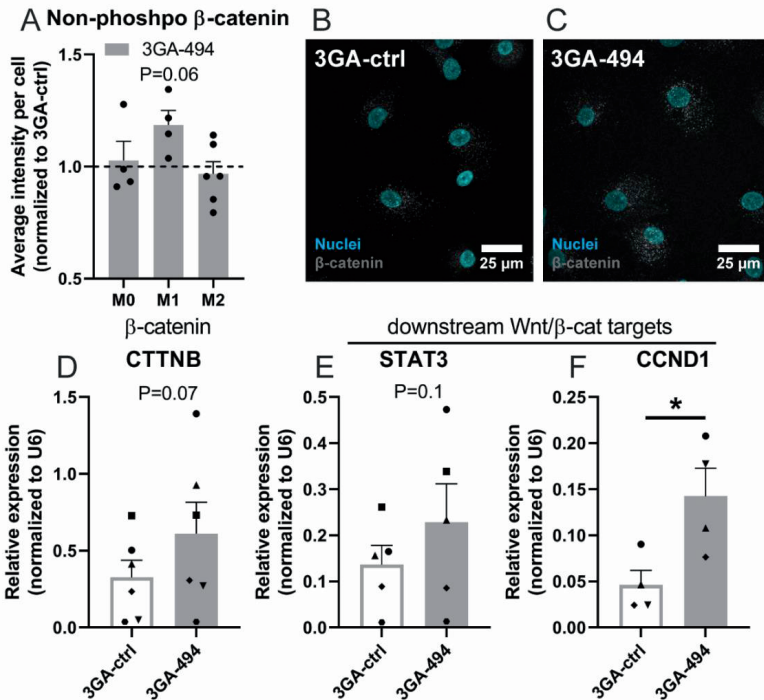 A Non-phoshpo β-catenin
3GA-494
P=0.06
Average intensity per cell
(normalized to 3GA-ctrl)
1.5
1.0
0.5
M0 M1 M2
B
3GA-ctrl
Nuclei
β-catenin
25 µm
C
3GA-494
Nuclei
β-catenin
25 µm
β-catenin
downstream Wnt/β-cat targets
D
CTTNB
P=0.07
Relative expression
(normalized to U6)
1.5
1.0
0.5
0.0
3GA-ctrl
3GA-494
E
STAT3
P=0.1
Relative expression
(normalized to U6)
0.5
0.4
0.3
0.2
0.1
0.0
3GA-ctrl
3GA-494
F
CCND1
*
Relative expression
(normalized to U6)
0.25
0.20
0.15
0.10
0.05
0.00
3GA-ctrl
3GA-494